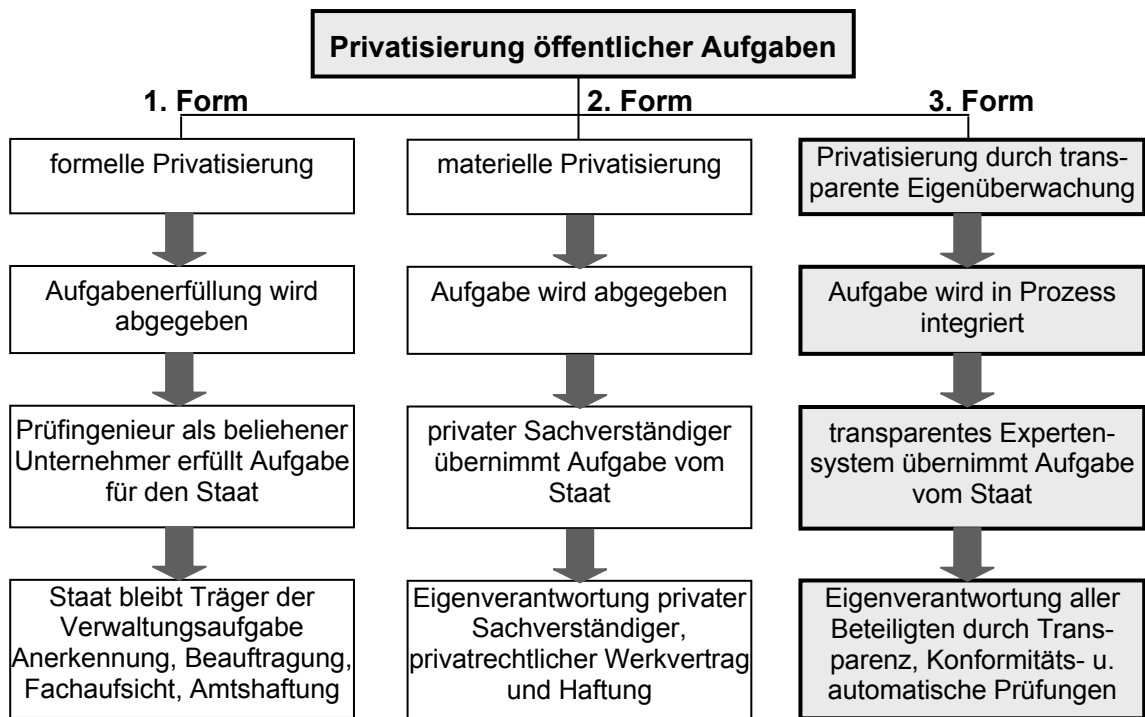 Privatisierung öffentlicher Aufgaben
1. Form
2. Form
3. Form
formelle Privatisierung
materielle Privatisierung
Privatisierung durch trans-
parente Eigenüberwachung
Aufgabenerfüllung wird
abgegeben
Aufgabe wird abgegeben
Aufgabe wird in Prozess
integriert
Prüfingenieur als beliehener
Unternehmer erfüllt Aufgabe
für den Staat
privater Sachverständiger
übernimmt Aufgabe vom
Staat
transparentes Experten-
system übernimmt Aufgabe
vom Staat
Staat bleibt Träger der
Verwaltungsaufgabe
Anerkennung, Beauftragung,
Fachaufsicht, Amtshaftung
Eigenverantwortung privater
Sachverständiger,
privatrechtlicher Werkvertrag
und Haftung
Eigenverantwortung aller
Beteiligten durch Trans-
parenz, Konformitäts- u.
automatische Prüfungen